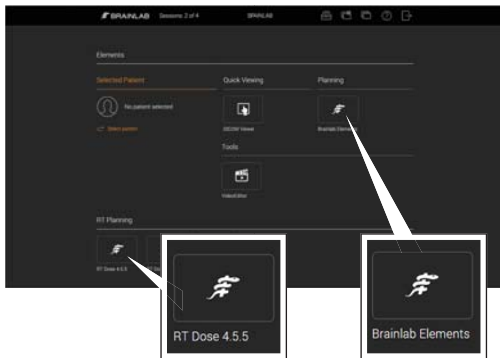 BRAINLAB Sessions: 2 of 4 BRAINLAB
Elements
Selected Patient Quick Viewing Planning
No patient selected
Select patient
DICOM Viewer Brainlab Elements
Tools
VideoEditor
RT Planning
RT Dose 4.5.5
RT Dose 4.5.5
Brainlab Elements